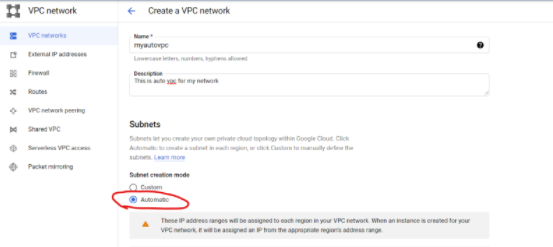 VPC network
Create a VPC network
VPC networks
External IP addresses
Firewall
Routes
VPC network peering
Shared VPC
Serverless VPC access
Packet mirroring
Name *
myautovpc
Lowercase letters, numbers, hyphens allowed
Description
This is auto vpc for my network
Subnets
Subnets let you create your own private cloud topology within Google Cloud. Click
Automatic to create a subnet in each region, or click Custom to manually define the
subnets. Learn more
Subnet creation mode
Custom
Automatic
These IP address ranges will be assigned to each region in your VPC network. When an instance is created for your
VPC network, it will be assigned an IP from the appropriate region's address range.